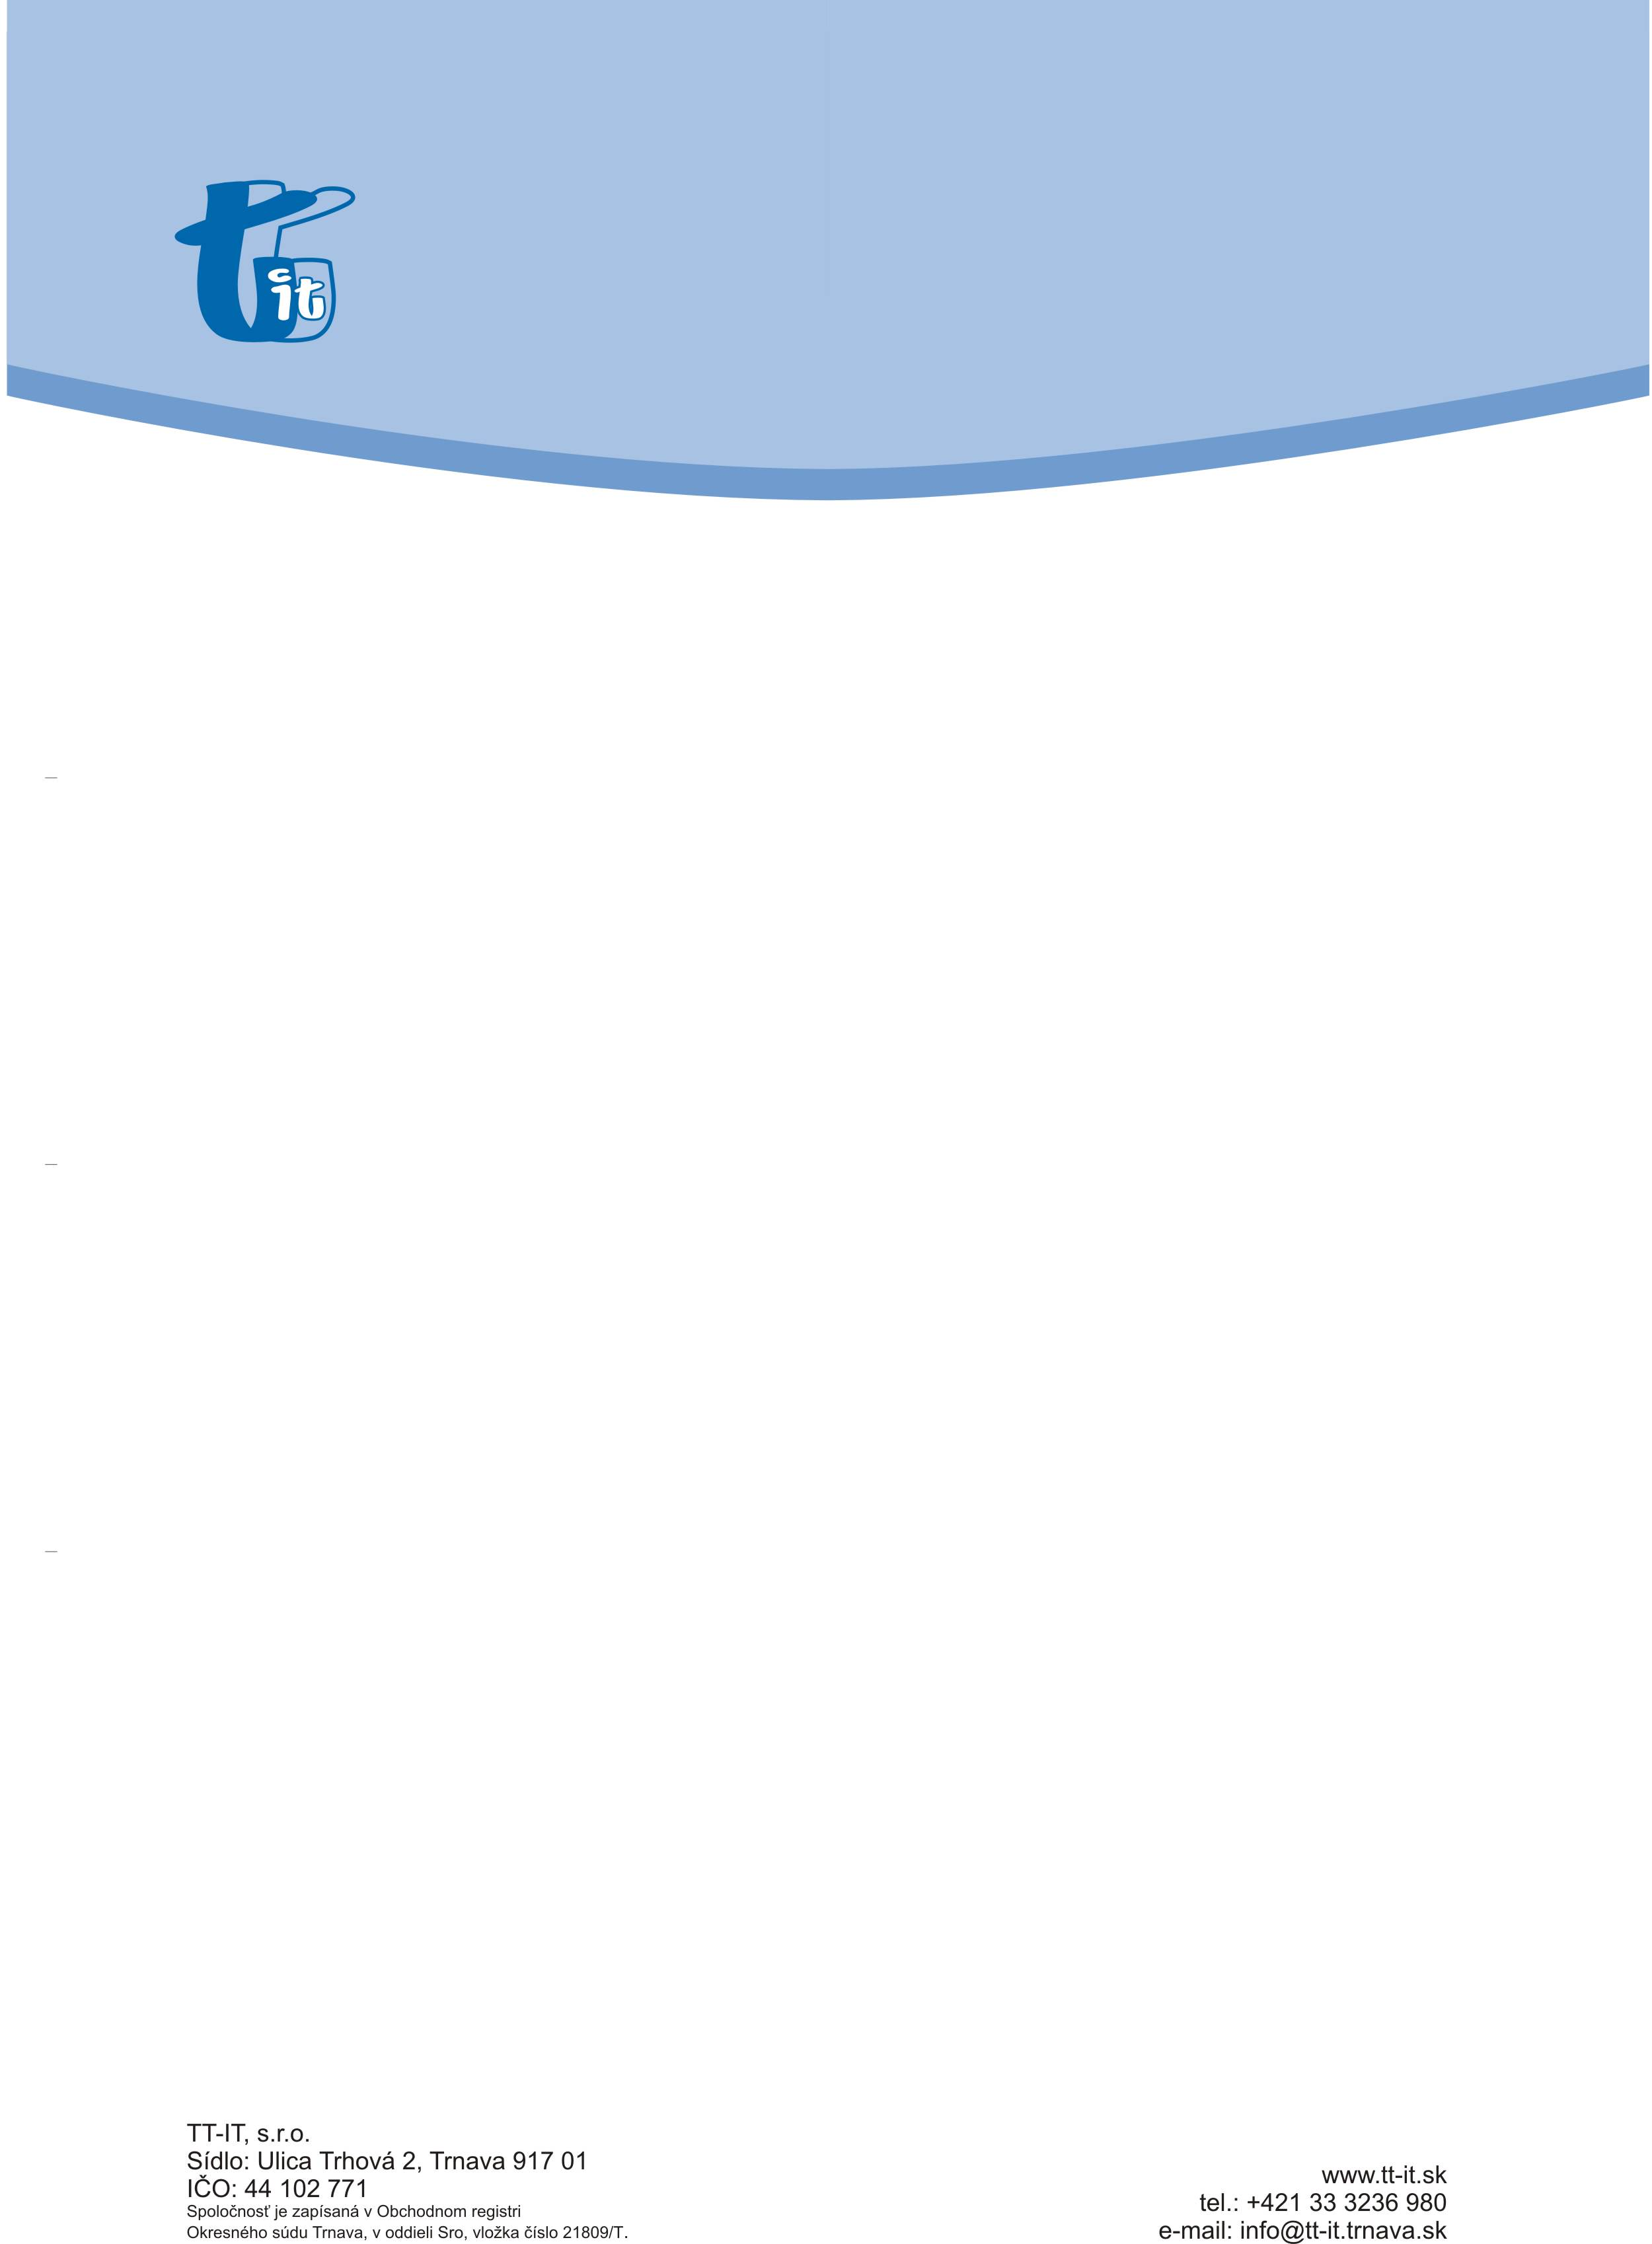 tt
it
TT-IT, s.r.o.
Sídlo: Ulica Trhová 2, Trnava 917 01
IČO: 44 102 771
Spoločnosť je zapísaná v Obchodnom registri
Okresného súdu Trnava, v oddieli Sro, vložka číslo 21809/T.
www.tt-it.sk
tel.: +421 33 3236 980
e-mail: info@tt-it.trnava.sk